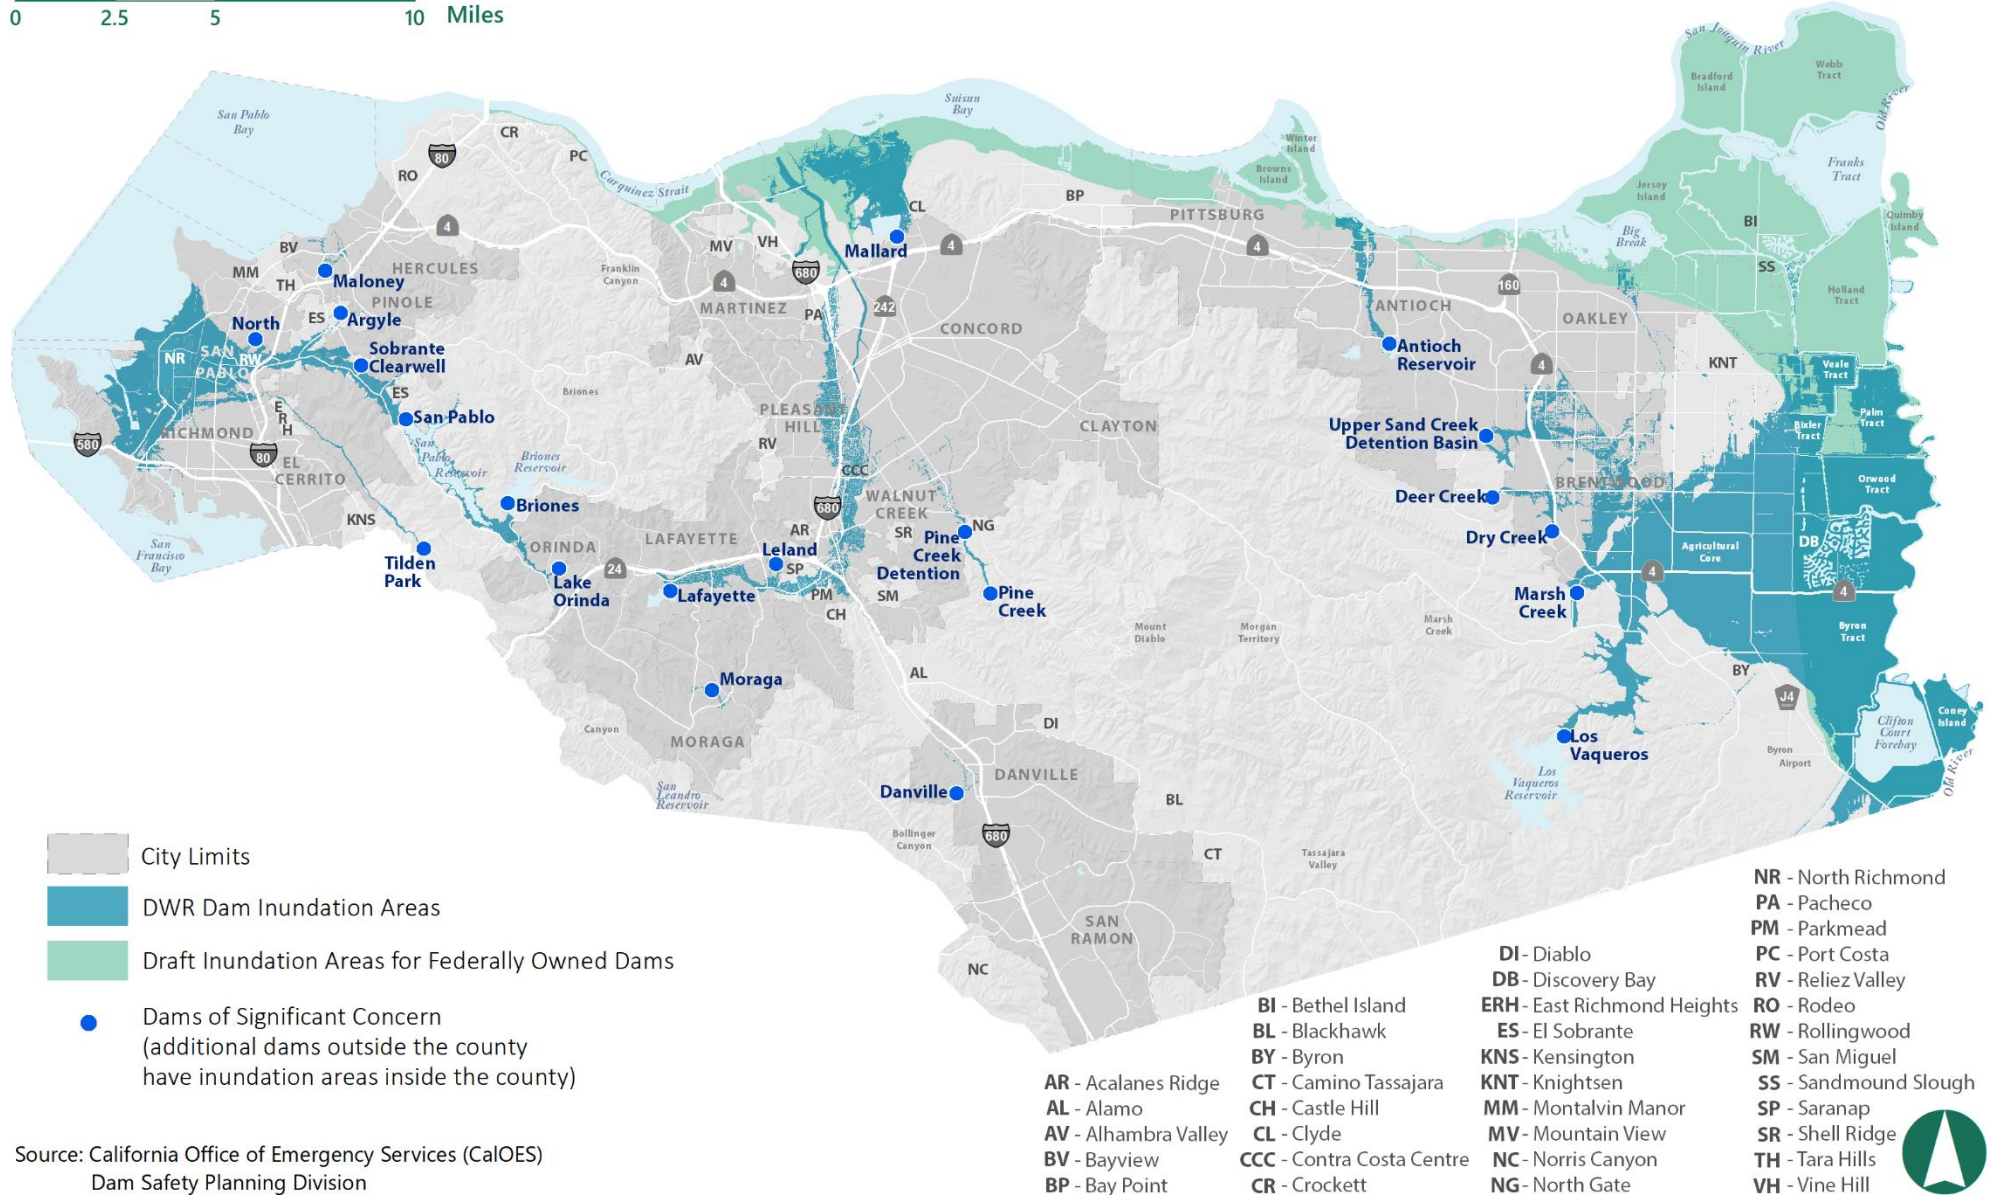 0 2.5 5 10 Miles
San Joaquin River
Bradford
Island
Webb
Tract
Old River
San Pablo
Bay
Suisun
Bay
CR
80
PC
RO
Carquinez Strait
Winter
Island
Browns
Island
Franks
Tract
Jersey
Island
Quimby
Island
BI
Big
Break
SS
Holland
Tract
4
CL
BP
PITTSBURG
4
4
Mallard
MV
VH
680
BV
MM
TH
HERCULES
Maloney
PINOLE
Franklin
Canyon
4
MARTINEZ
PA
242
CONCORD
160
ANTIOCH
OAKLEY
North
ES
Argyle
NR
SAN
PABLO
RW
Sobrante
Clearwell
ES
AV
Briones
Antioch
Reservoir
4
KNT
Veale
Tract
Palm
Tract
Bixler
Tract
E
R
H
San Pablo
RICHMOND
580
80
EL
CERRITO
San
Pablo
Reservoir
Briones
Reservoir
PLEASANT
HILL
RV
CLAYTON
Upper Sand Creek
Detention Basin
CCC
Orwood
Tract
BRENTWOOD
Deer Creek
WALNUT
CREEK
680
Briones
KNS
San
Francisco
Bay
Tilden
Park
ORINDA
LAFAYETTE
AR
SR
NG
Pine
Creek
Detention
Dry Creek
Agricultural
Core
DB
24
Leland
SP
Lake
Orinda
Lafayette
PM
SM
CH
Pine
Creek
Marsh
Creek
4
4
Mount
Diablo
Morgan
Territory
Marsh
Creek
Byron
Tract
Moraga
AL
BY
J4
Canyon
MORAGA
DI
Los
Vaqueros
Clifton
Court
Forebay
Coney
Island
Byron
Airport
Old River
San
Leandro
Reservoir
Danville
DANVILLE
Los
Vaqueros
Reservoir
BL
Bollinger
Canyon
680
CT
Tassajara
Valley
SAN
RAMON
NC
City Limits
DWR Dam Inundation Areas
Draft Inundation Areas for Federally Owned Dams
Dams of Significant Concern
(additional dams outside the county
have inundation areas inside the county)
Source: California Office of Emergency Services (CalOES)
Dam Safety Planning Division
AR - Acalanes Ridge
AL - Alamo
AV - Alhambra Valley
BV - Bayview
BP - Bay Point
BI - Bethel Island
BL - Blackhawk
BY - Byron
CT - Camino Tassajara
CH - Castle Hill
CL - Clyde
CCC - Contra Costa Centre
CR - Crockett
DI - Diablo
DB - Discovery Bay
ERH - East Richmond Heights
ES - El Sobrante
KNS - Kensington
KNT - Knightsen
MM - Montalvin Manor
MV - Mountain View
NC - Norris Canyon
NG - North Gate
NR - North Richmond
PA - Pacheco
PM - Parkmead
PC - Port Costa
RV - Reliez Valley
RO - Rodeo
RW - Rollingwood
SM - San Miguel
SS - Sandmound Slough
SP - Saranap
SR - Shell Ridge
TH - Tara Hills
VH - Vine Hill